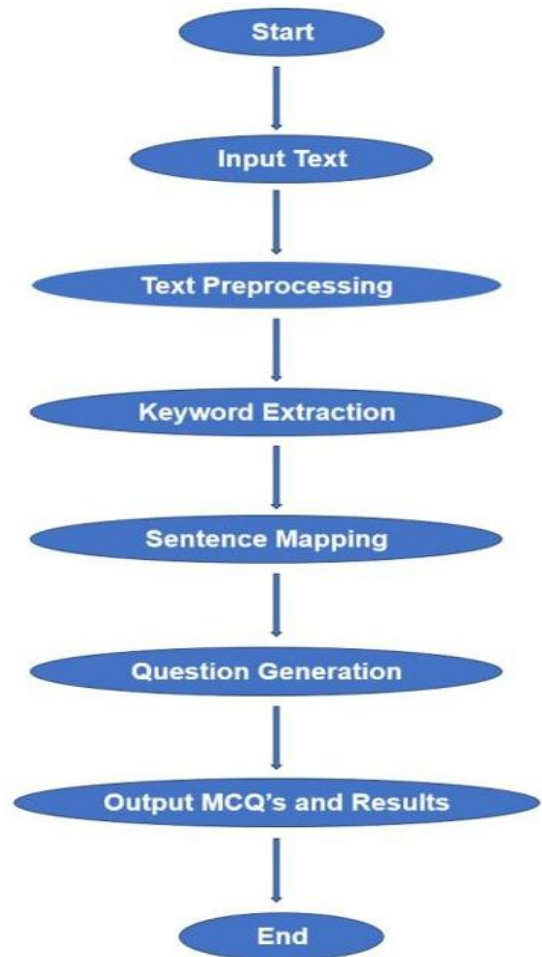 Start
Input Text
Text Preprocessing
Keyword Extraction
Sentence Mapping
Question Generation
Output MCQ's and Results
End